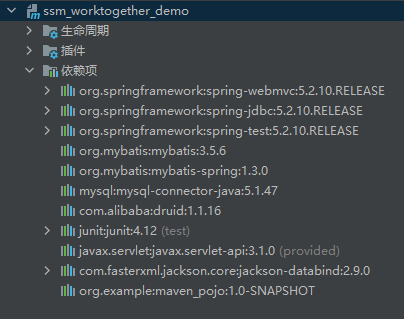 ssm_worktogether_demo
生命周期
插件
依赖项
org.springframework:spring-webmvc:5.2.10.RELEASE
org.springframework:spring-jdbc:5.2.10.RELEASE
org.springframework:spring-test:5.2.10.RELEASE
org.mybatis:mybatis:3.5.6
org.mybatis:mybatis-spring:1.3.0
mysql:mysql-connector-java:5.1.47
com.alibaba:druid:1.1.16
junit:junit:4.12 (test)
javax.servlet:javax.servlet-api:3.1.0 (provided)
com.fasterxml.jackson.core:jackson-databind:2.9.0
org.example:maven_pojo:1.0-SNAPSHOT